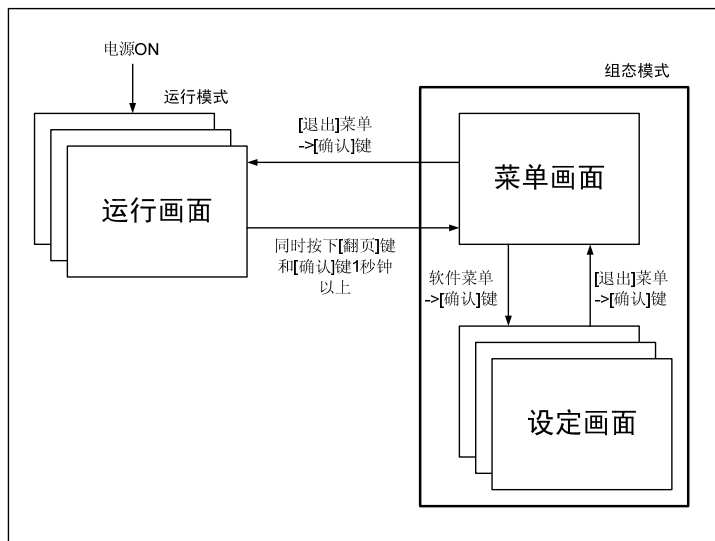 电源ON
运行模式
组态模式
[退出]菜单
->[确认]键
菜单画面
运行画面
同时按下[翻页]键
和[确认]键1秒钟
以上
软件菜单
->[确认]键
[退出]菜单
->[确认]键
设定画面